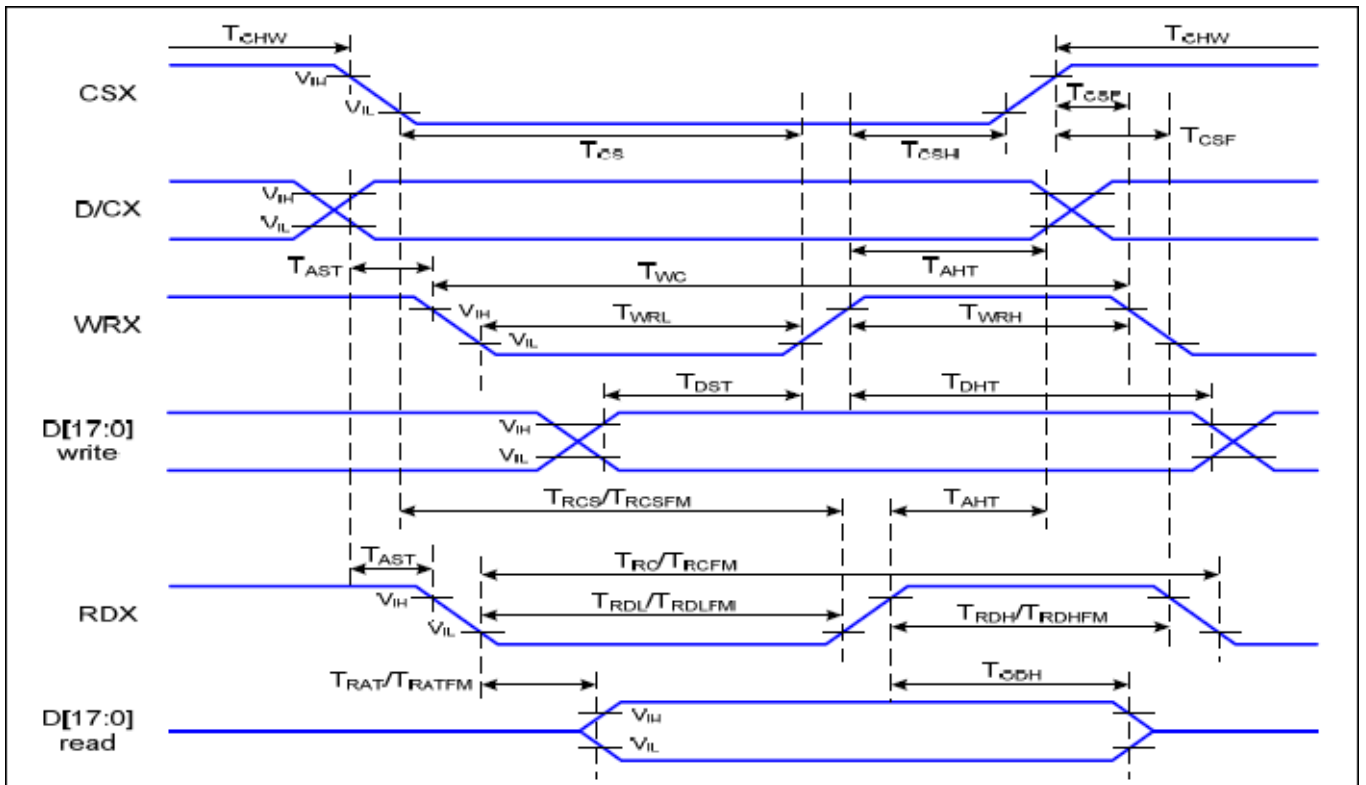 TCHW TCHW
CSX VIH
VIL
TCSF
TCS TCSH TCSF
D/CX VIH
VIL
TAST TWC TAHT
WRX VIH TWRL TWRH
VIL
TDST TDHT
D[17:0] VIH
write VIL
TRCS/TRCSFM TAHT
TAST TRC/TRCFM
RDX VIH TRDL/TRDLFM TRDH/TRDHFM
VIL
TRAT/TRATFM TODH
D[17:0] VIH
read VIL